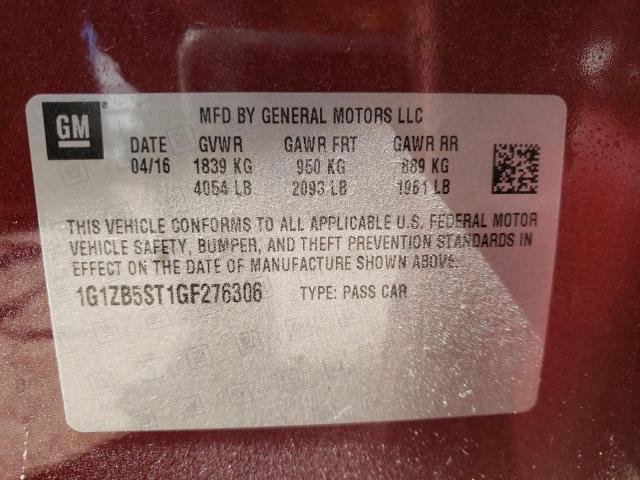 GM
MFD BY GENERAL MOTORS LLC
DATE GVWR GAWR FRT GAWR RR
04/16 1839 KG 950 KG 889 KG
4054 LB 2093 LB 1961 LB
THIS VEHICLE CONFORMS TO ALL APPLICABLE U.S. FEDERAL MOTOR
VEHICLE SAFETY, BUMPER, AND THEFT PREVENTION STANDARDS IN
EFFECT ON THE DATE OF MANUFACTURE SHOWN ABOVE.
1G1ZB5ST1GF276306 TYPE: PASS CAR